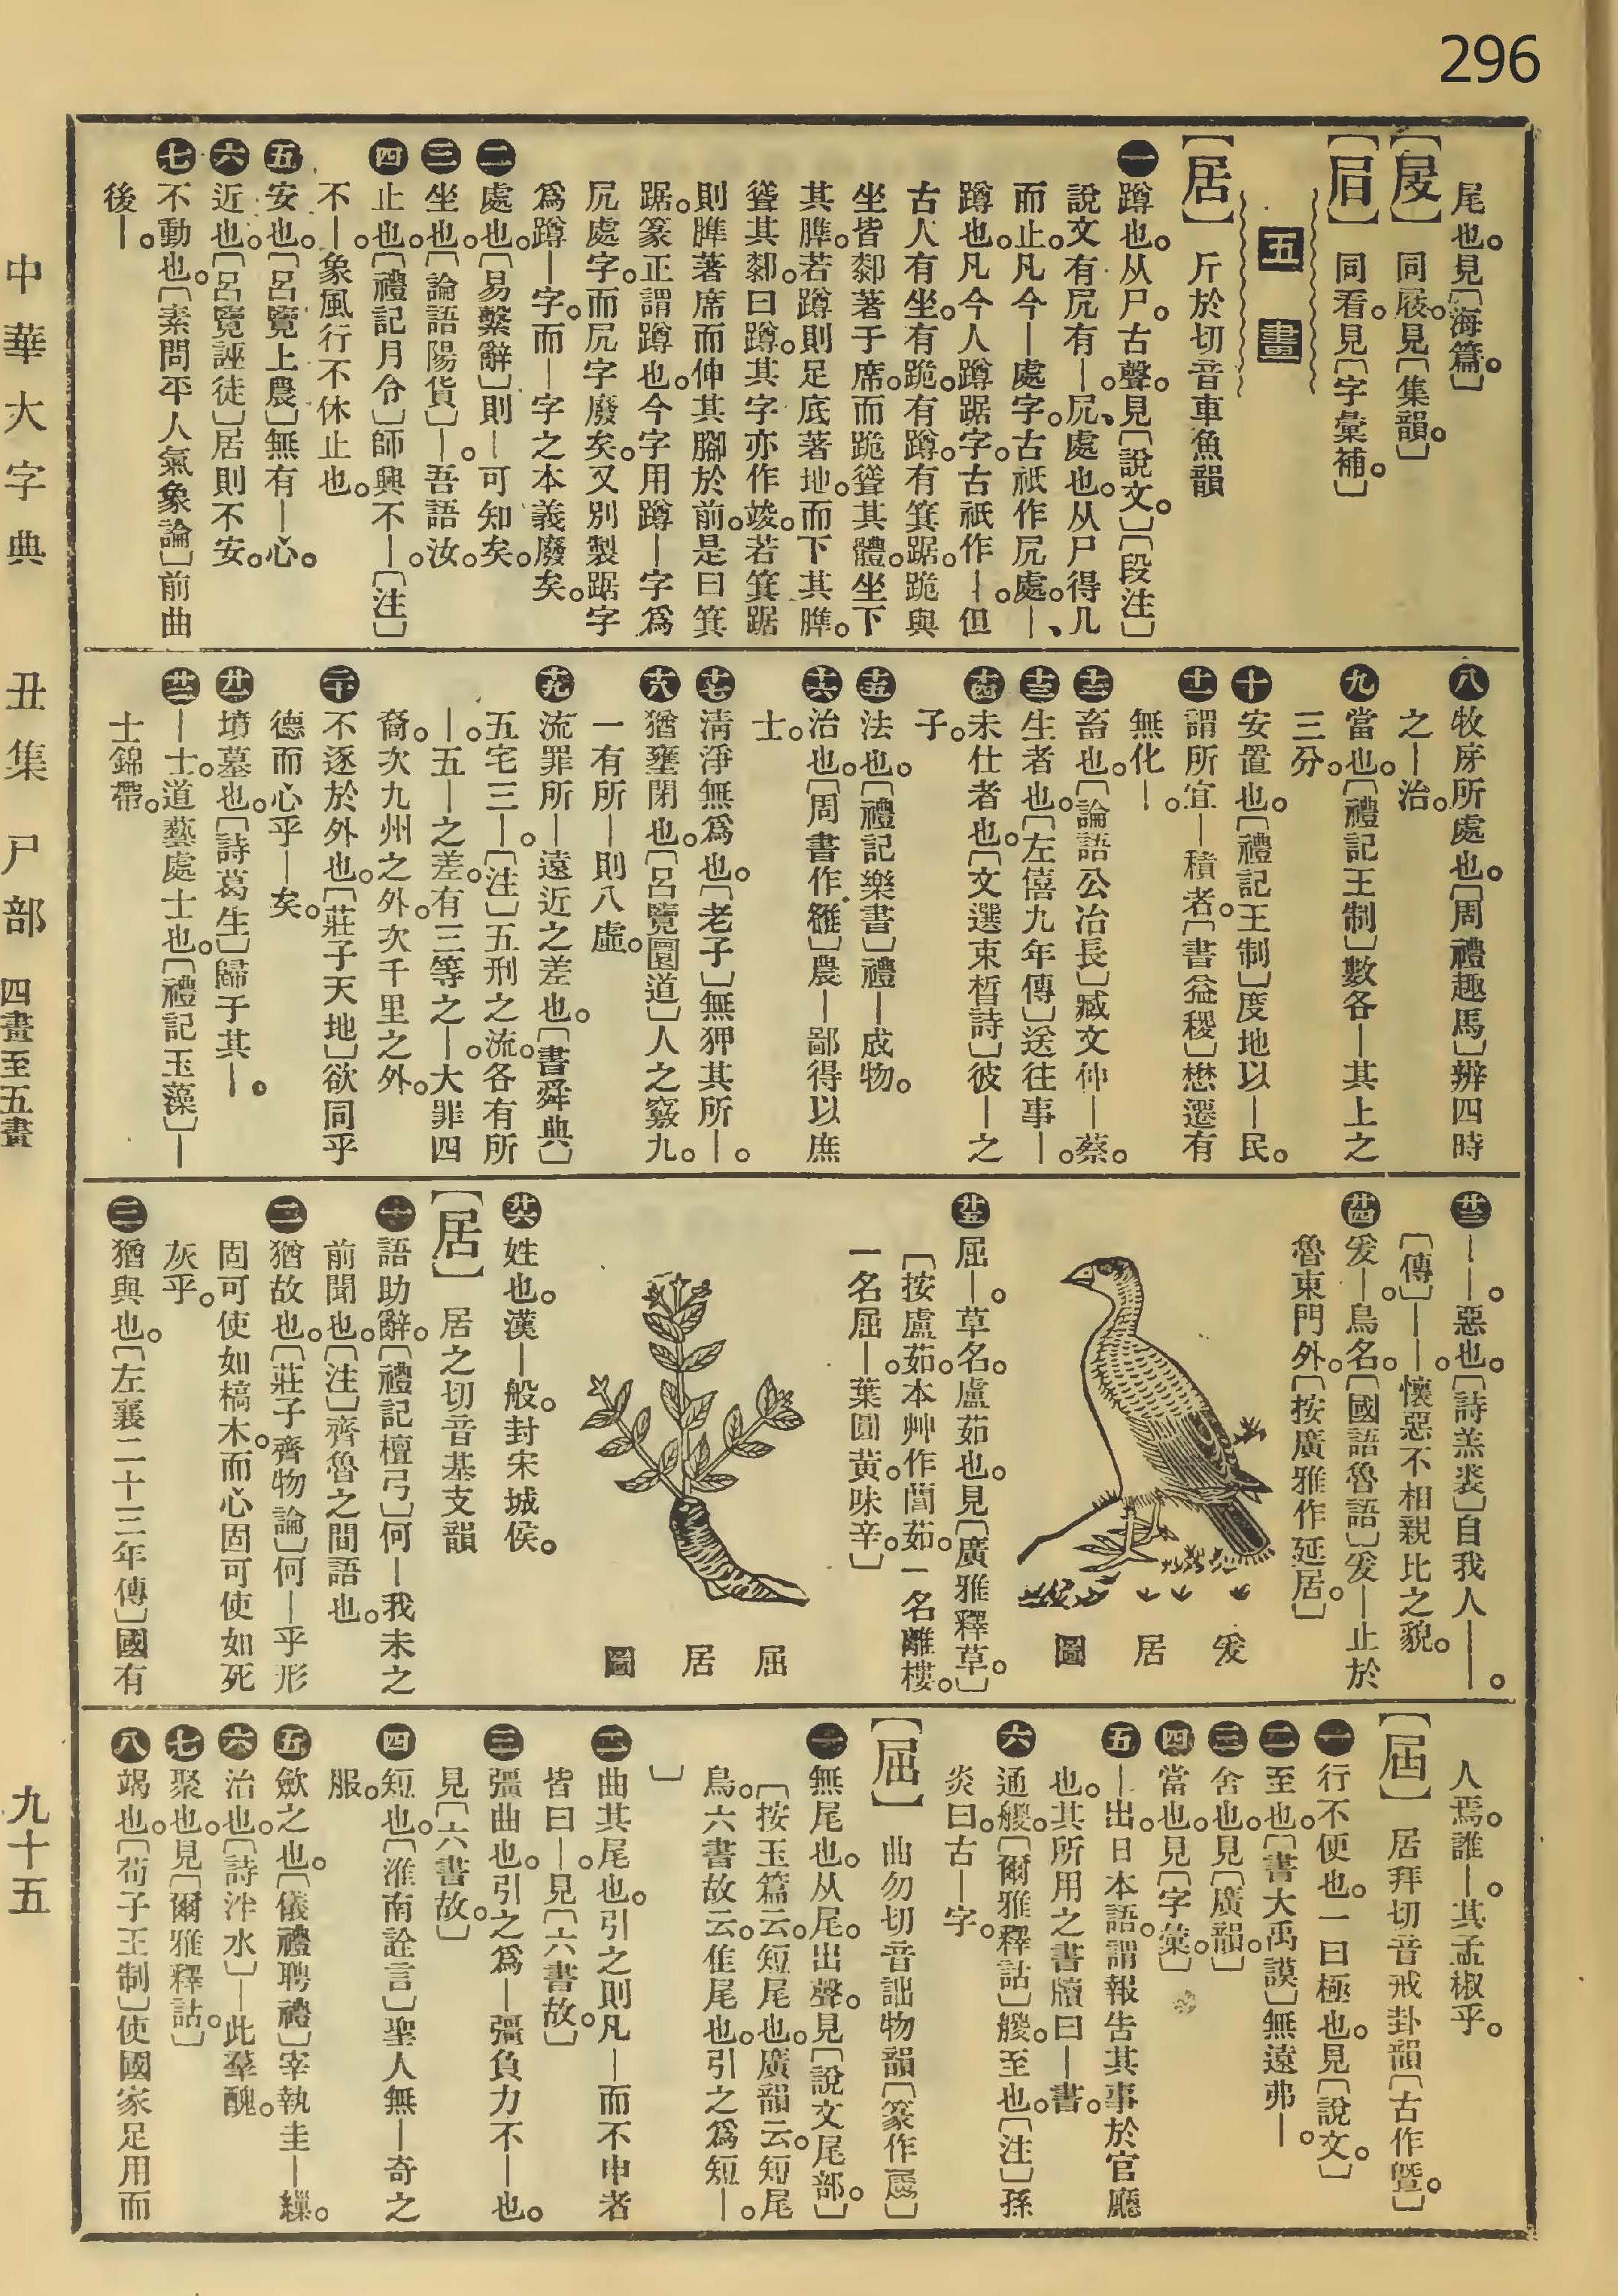 296
尾也。見〔海篇。〕
同屐。見〔集韻。〕
同看。見〔字彙補。〕
五畫
【居】 斤於切音車魚韻
一 蹲也。从尸。古聲。見〔說文。〕〔段注〕
說文有凥有—。凥、處也。从尸得几
而止。凡今—處字。古祇作凥處。—、
蹲也。凡今人蹲踞字。古祇作—。但
古人有坐。有跪。有蹲。有箕踞。跪與
坐皆厀著于席。而跪聳其體。坐下
其脽。若蹲則足底著地。而下其脽。
聳其厀。曰蹲。其字亦作竣。若箕踞
則脽著席而伸其腳於前。是曰箕
踞。篆正謂蹲也。今字用蹲—字爲
凥處字。而凥字廢矣。又別製踞字
爲蹲—字。而—字之本義廢矣。
二 處也。〔易繫辭〕則—可知矣。
三 坐也。〔論語陽貨〕—。吾語汝。
四 止也。〔禮記月令〕師興不—。〔注〕
不—。象風行不休止也。
五 安也。〔呂覽上農〕無有—心。
六 近也。〔呂覽誣徒〕居則不安。
七 不動也。〔素問平人氣象論〕前曲
後—。
八 牧庌所處也。〔周禮趣馬〕辨四時
之—治。
九 當也。〔禮記王制〕數各—其上之
三分。
十 安置也。〔禮記王制〕度地以—民。
十一 謂所宜—積者。〔書益稷〕懋遷有
無化—。
十二 畜也。〔論語公冶長〕臧文仲—蔡。
十三 生者也。〔左僖九年傳〕送往事—。
十四 未仕者也。〔文選束晳詩〕彼—之
子。
十五 法也。〔禮記樂書〕禮—成物。
十六 治也。〔周書作雒〕農—鄙得以庶
士。
十七 淸淨無爲也。〔老子〕無狎其所—。
十八 猶壅閉也。〔呂覽圜道〕人之竅九。
一有所—則八虛。
十九 流罪所—遠近之差也。〔書舜典〕
五宅三—。〔注〕五刑之流。各有所
—。五—之差。有三等之—。大罪四
裔。次九州之外。次千里之外。
二十 不逐於外也。〔莊子天地〕欲同乎
德而心乎—矣。
廿一 墳墓也。〔詩葛生〕歸于其—。
廿二 —士。道藝處士也。〔禮記玉藻〕—
士錦帶。
廿三 ——。惡也。〔詩羔裘〕自我人——。
〔傳〕——。懷惡不相親比之貌。
廿四 爰—。鳥名。〔國語魯語〕爰—止於
魯東門外。〔按廣雅作延居。〕
爰居圖
廿五 屈—。草名。盧茹也。見〔廣雅釋草。〕
〔按盧茹。本艸作䕡茹。一名離樓。
一名屈—。葉圓黃。味辛。〕
屈居圖
廿六 姓也。漢—般。封宋城侯。
【居】 居之切音基支韻
一 語助辭。〔禮記檀弓〕何—我未之
前聞也。〔注〕齊魯之間語也。
二 猶故也。〔莊子齊物論〕何—乎形
固可使如槁木。而心固可使如死
灰乎。
三 猶與也。〔左襄二十三年傳〕國有
人焉。誰—。其孟椒乎。
【屆】 居拜切音戒卦韻〔古作曁。〕
一 行不便也。一曰極也。見〔說文。〕
二 至也。〔書大禹謨〕無遠弗—。
三 舍也。見〔廣韻。〕
四 當也。見〔字彙。〕
五 —出。日本語。謂報吿其事於官廳
也。其所用之書牘曰—書。
六 通艐。〔爾雅釋詁〕艐。至也。〔注〕孫
炎曰。古—字。
【屈】 曲勿切音詘物韻〔篆作𡲬〕
一 無尾也。从尾。出聲。見〔說文尾部。〕
〔按玉篇云。短尾也。廣韻云。短尾
鳥。六書故云。隹尾也。引之爲短—。
〕
二 曲其尾也。引之則凡—而不申者
皆曰—。見〔六書故。〕
三 彊曲也。引之爲—彊負力不—也。
見〔六書故。〕
四 短也。〔淮南詮言〕聖人無—奇之
服。
五 斂之也。〔儀禮聘禮〕宰執圭—繅。
六 治也。〔詩泮水〕—此羣醜。
七 聚也。見〔爾雅釋詁。〕
八 竭也。〔荀子王制〕使國家足用而
中華大字典 丑集 尸部 四畫至五畫 九十五